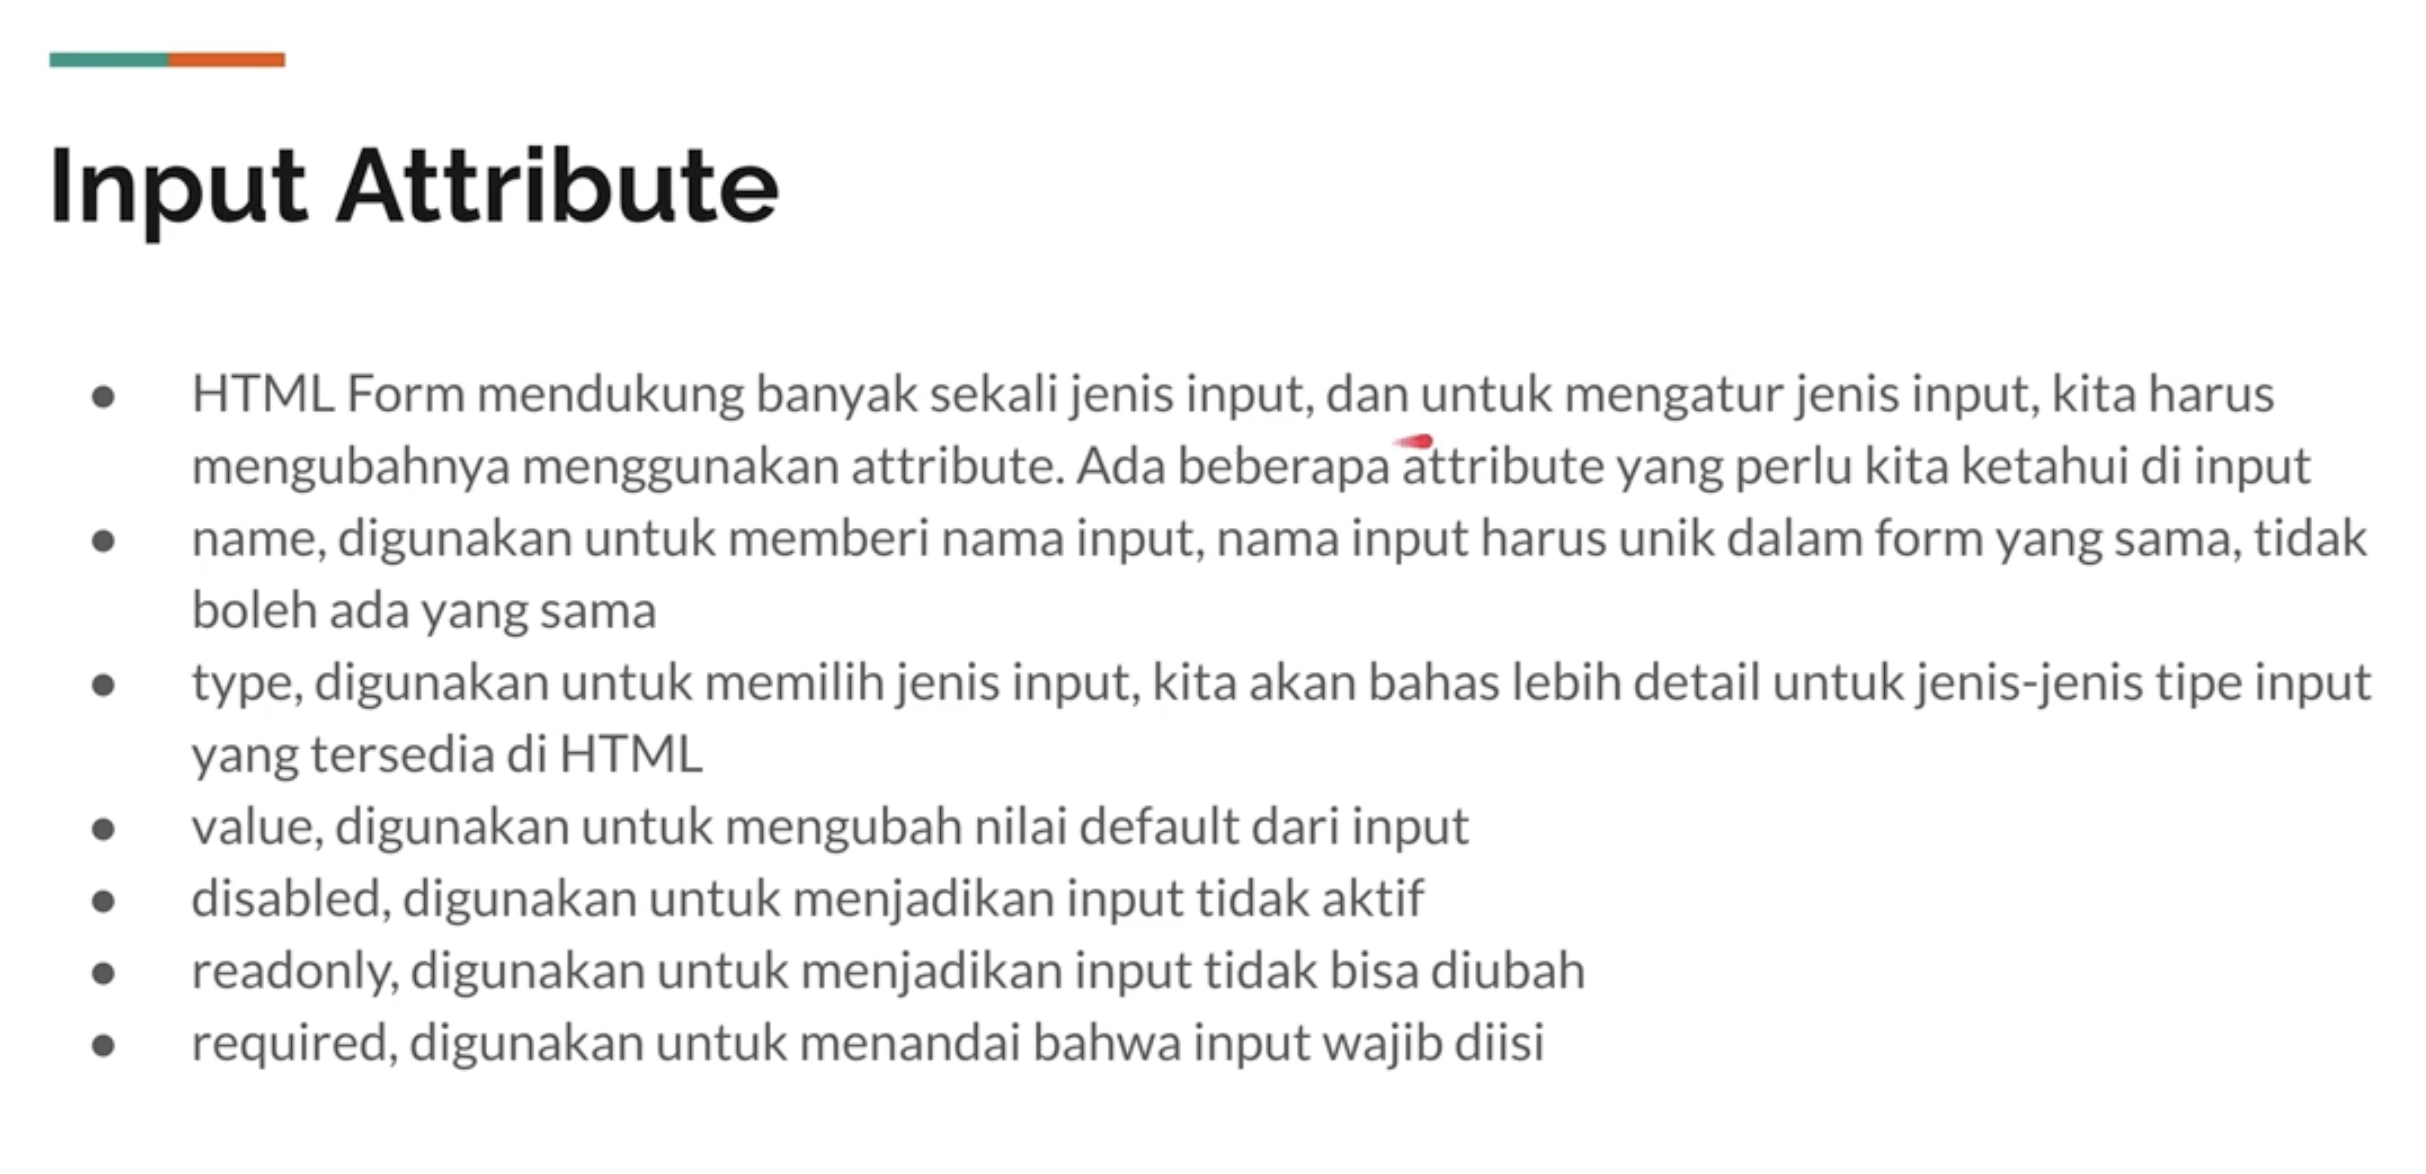 Input Attribute
● HTML Form mendukung banyak sekali jenis input, dan untuk mengatur jenis input, kita harus
mengubahnya menggunakan attribute. Ada beberapa attribute yang perlu kita ketahui di input
● name, digunakan untuk memberi nama input, nama input harus unik dalam form yang sama, tidak
boleh ada yang sama
● type, digunakan untuk memilih jenis input, kita akan bahas lebih detail untuk jenis-jenis tipe input
yang tersedia di HTML
● value, digunakan untuk mengubah nilai default dari input
● disabled, digunakan untuk menjadikan input tidak aktif
● readonly, digunakan untuk menjadikan input tidak bisa diubah
● required, digunakan untuk menandai bahwa input wajib diisi